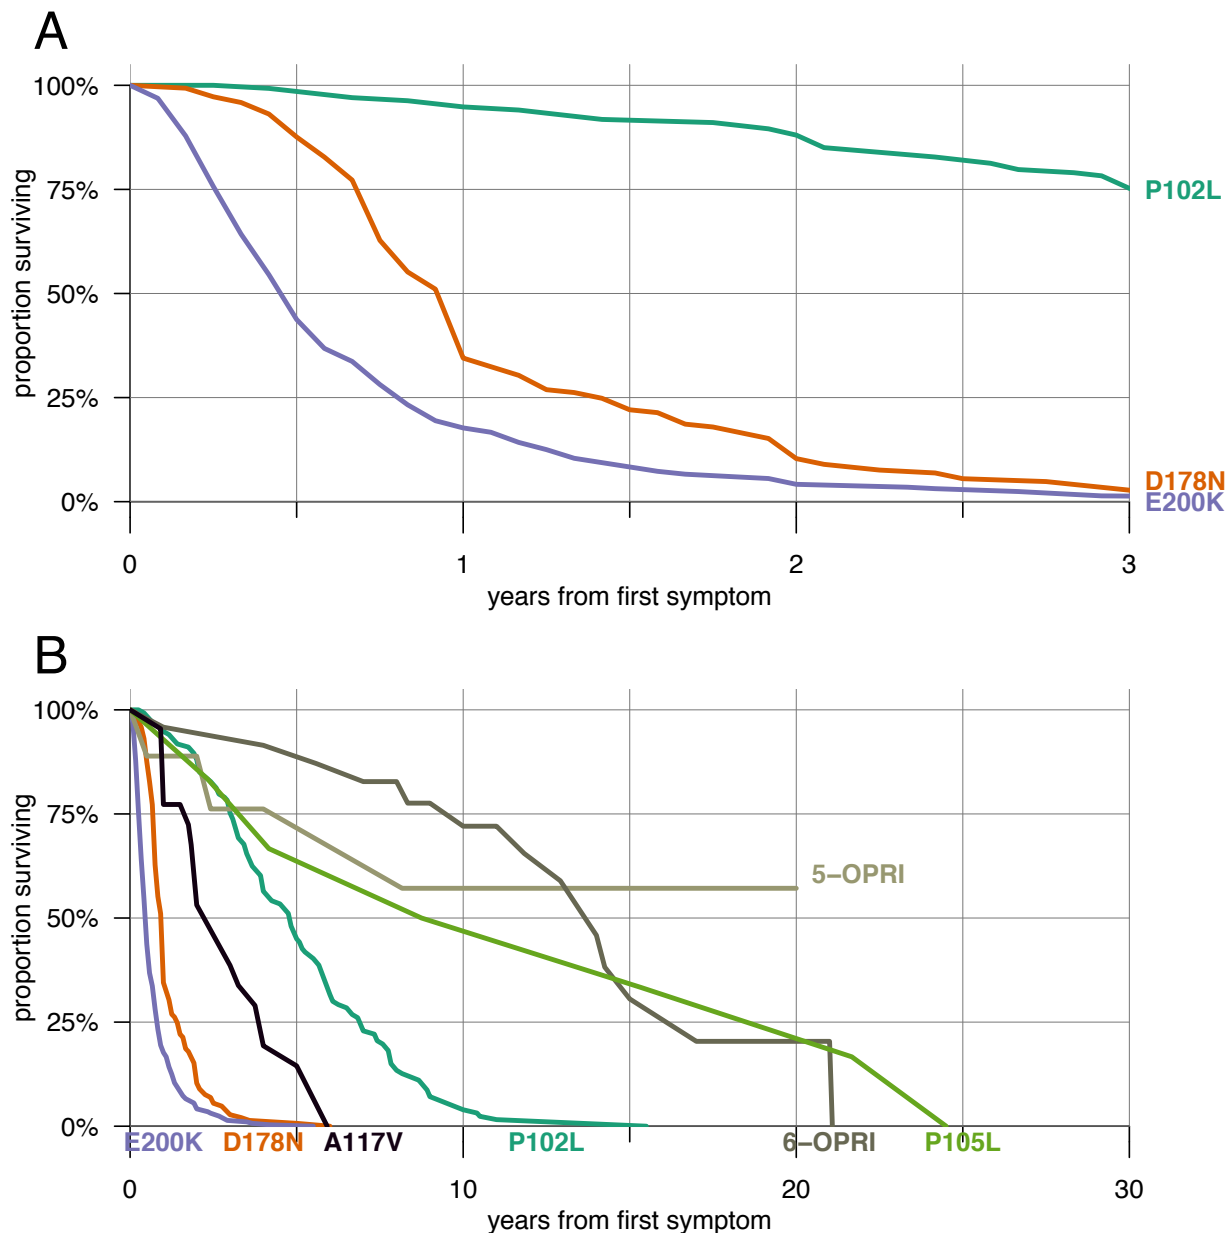 A
100%
75%
50%
25%
0%
proportion surviving
P102L
D178N
E200K
0 1 2 3
years from first symptom
B
100%
75%
50%
25%
0%
proportion surviving
5−OPRI
E200K D178N A117V P102L 6−OPRI P105L
0 10 20 30
years from first symptom